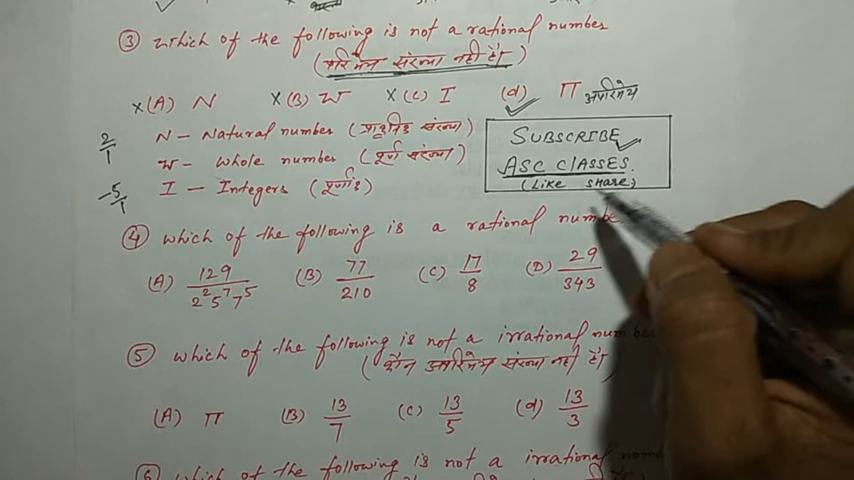 ③ Which of the following is not a rational number
(परिमेय संख्या नही है)
×(A) N ×(B) W ×(C) I (d) π अपरिमेय
2/1 N - Natural number (प्राकृतिक संख्या)
W - Whole number (पूर्ण संख्या)
-5/1 I - Integers (पूर्णांक)
SUBSCRIBE
ASC CLASSES.
(Like share)
④ which of the following is a rational numbe
(A) 129/2²5⁷7⁵ (B) 77/210 (C) 17/8 (D) 29/343
⑤ which of the following is not a irrational number
(कौन अपरिमेय संख्या नही है)
(A) π (B) 13/7 (C) 13/5 (d) 13/3
⑥ which of the following is not a irrational